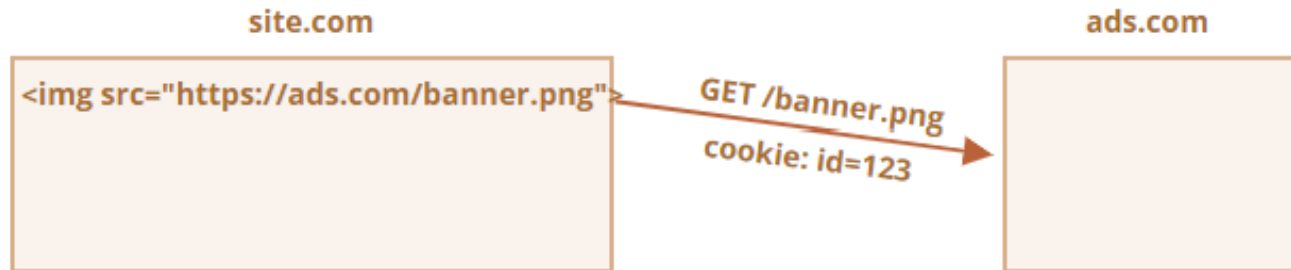 site.com
ads.com
<img src="https://ads.com/banner.png">
GET /banner.png
cookie: id=123